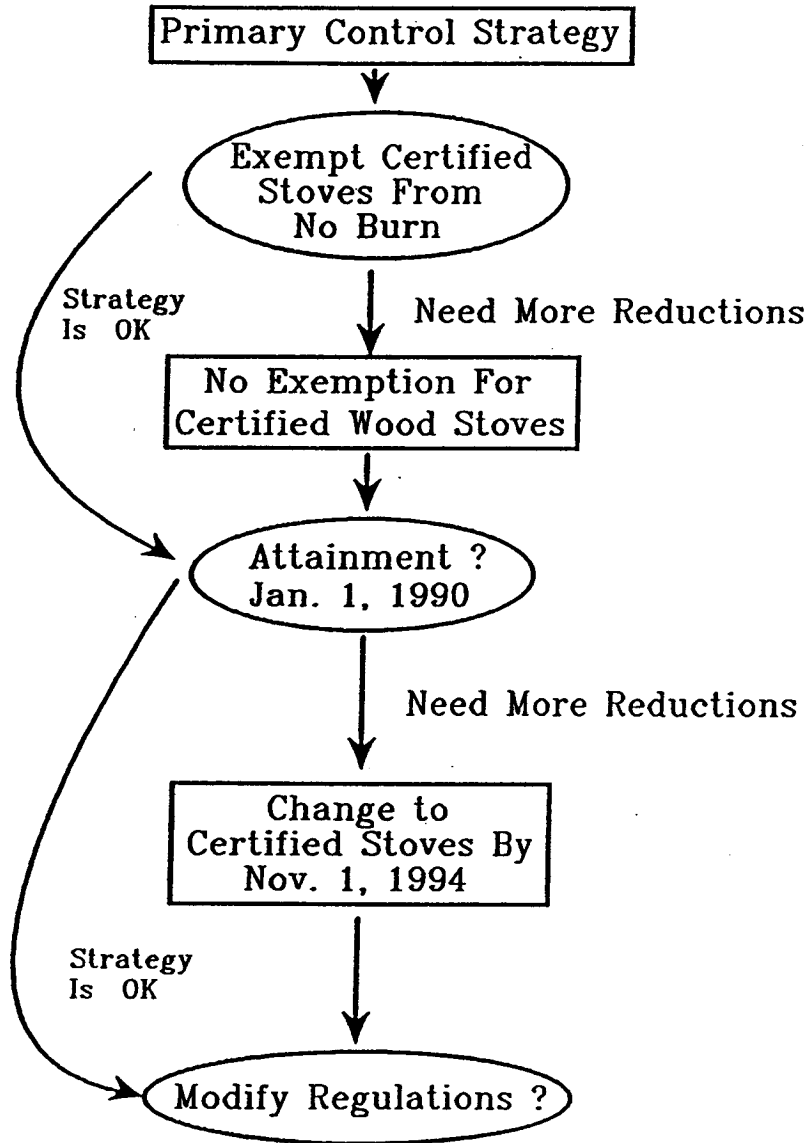 Primary Control Strategy
Exempt Certified
Stoves From
No Burn
Strategy
Is OK
Need More Reductions
No Exemption For
Certified Wood Stoves
Attainment ?
Jan. 1, 1990
Need More Reductions
Change to
Certified Stoves By
Nov. 1, 1994
Strategy
Is OK
Modify Regulations ?